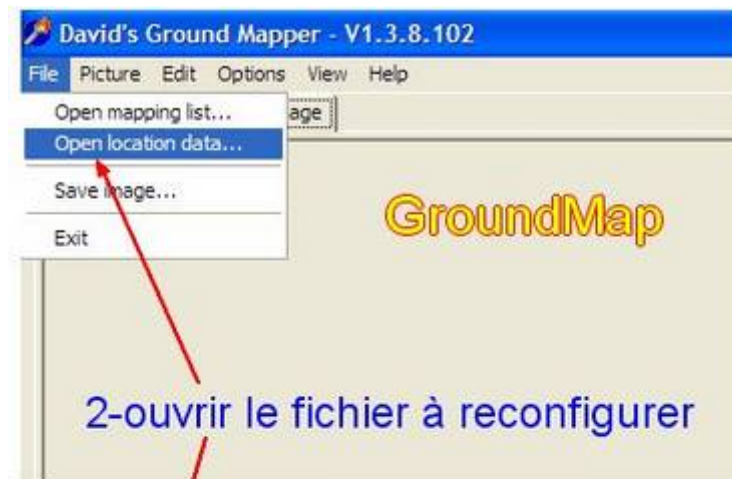 David's Ground Mapper - V1.3.8.102
File Picture Edit Options View Help
Open mapping list...
age
Open location data...
Save image...
Exit
GroundMap
2-ouvrir le fichier à reconfigurer